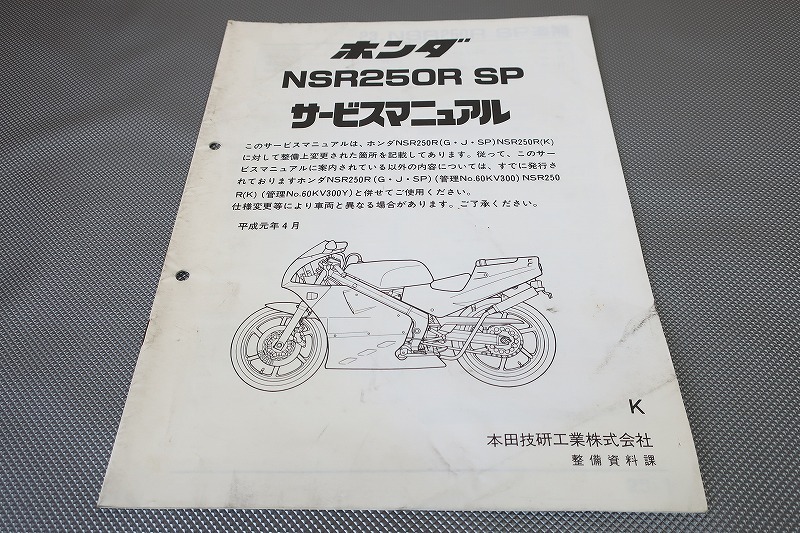 ホンダ
NSR250R SP
サービスマニュアル
このサービスマニュアルは、ホンダNSR250R(G・J・SP)NSR250R(K)
に対して整備上変更された箇所を記載してあります。従って、このサー
ビスマニュアルに案内されている以外の内容については、すでに発行さ
れておりますホンダNSR250R(G・J・SP)(管理No.60KV300)NSR250
R(K)(管理No.60KV300Y)と併せてご使用ください。
仕様変更等により車両と異なる場合があります。ご了承ください。
平成元年4月
K
本田技研工業株式会社
整備資料課